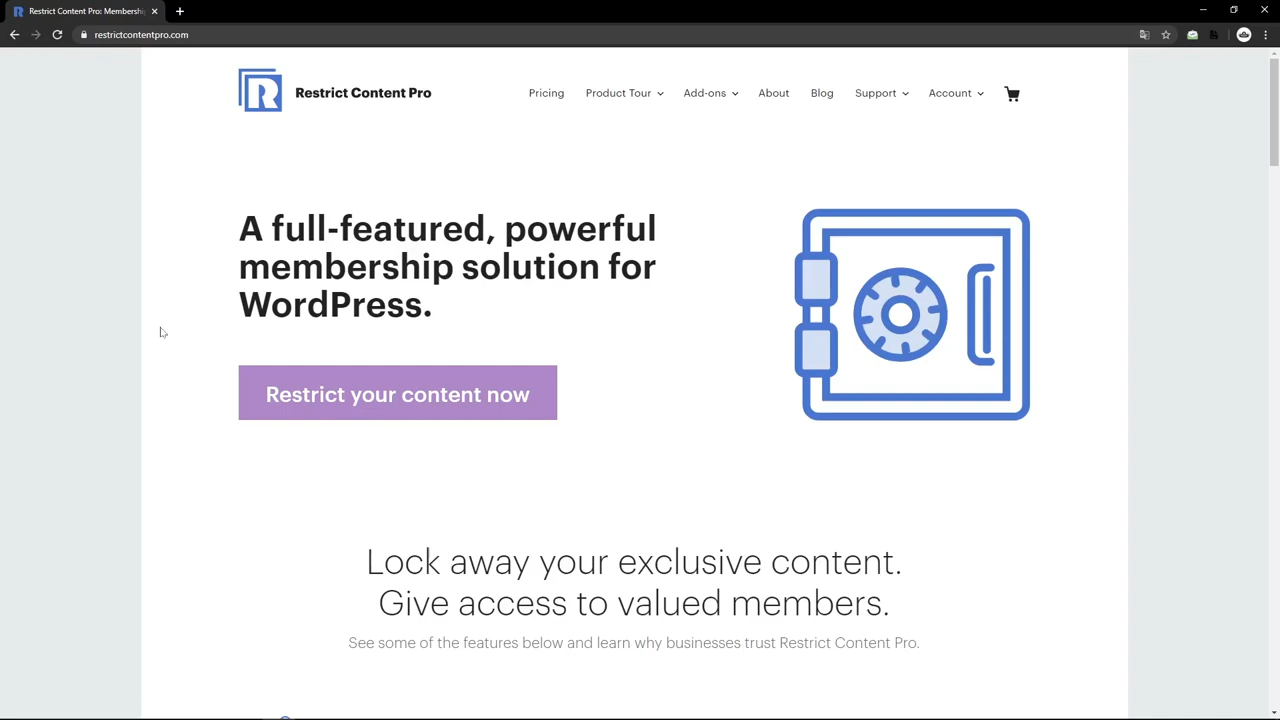 Restrict Content Pro: Membershi
restrictcontentpro.com
R
Restrict Content Pro
Pricing
Product Tour
Add-ons
About
Blog
Support
Account
A full-featured, powerful
membership solution for
WordPress.
Restrict your content now
Lock away your exclusive content.
Give access to valued members.
See some of the features below and learn why businesses trust Restrict Content Pro.